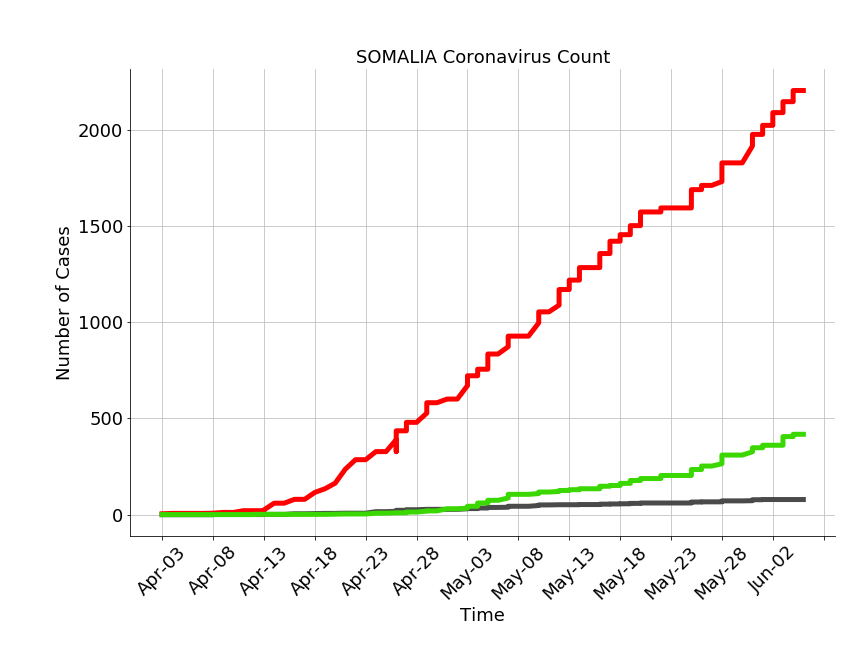 SOMALIA Coronavirus Count
2000
1500
1000
500
0
Number of Cases
Apr-03
Apr-08
Apr-13
Apr-18
Apr-23
Apr-28
May-03
May-08
May-13
May-18
May-23
May-28
Jun-02
Time